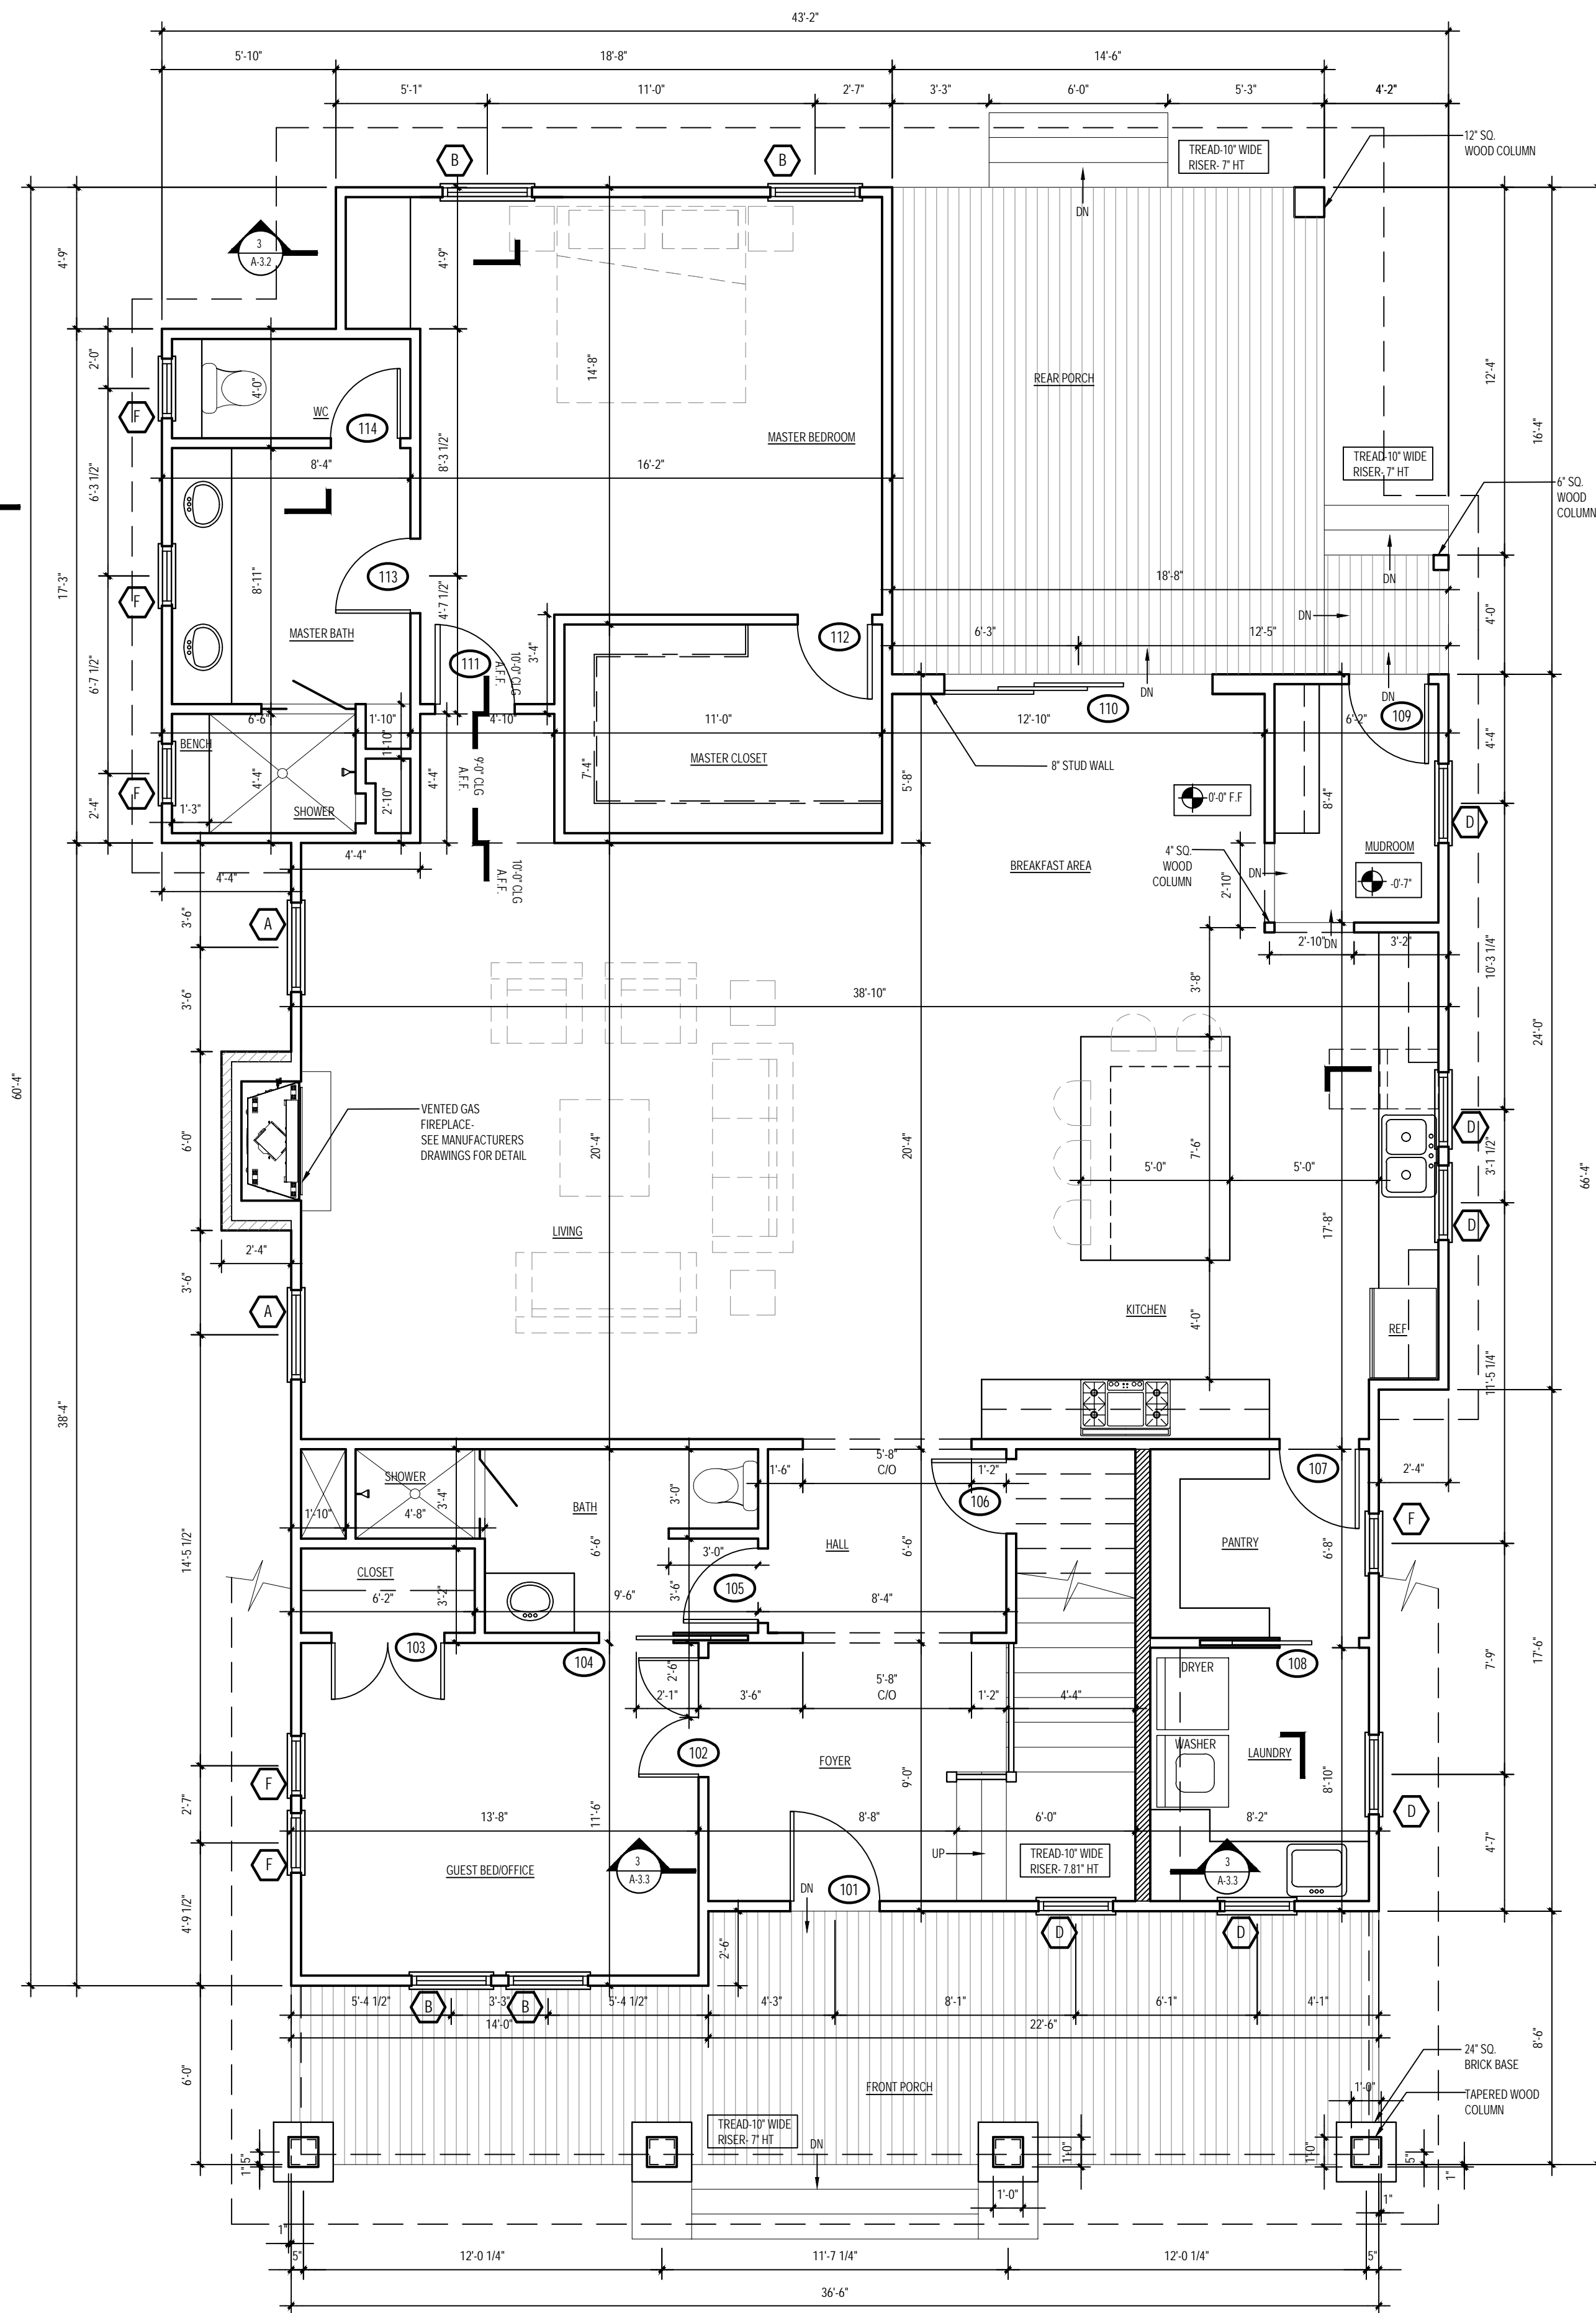 43'-2"
5'-10"
18'-8"
14'-6"
5'-1"
11'-0"
2'-7"
3'-3"
6'-0"
5'-3"
4'-2"
12" SQ.
WOOD COLUMN
TREAD-10" WIDE
RISER- 7" HT
B
B
DN
3
A-3.2
4'-9"
4'-9"
2'-0"
4'-0"
14'-8"
REAR PORCH
12'-4"
16'-4"
F
WC
114
MASTER BEDROOM
8'-3 1/2"
8'-4"
16'-2"
6'-3 1/2"
TREAD-10" WIDE
RISER- 7" HT
6" SQ.
WOOD
COLUMN
17'-3"
8'-11"
113
F
4'-7 1/2"
18'-8"
DN
DN
4'-0"
MASTER BATH
6'-3"
12'-5"
112
111
10'-0" CLG
A.F.F.
3'-4"
6'-7 1/2"
DN
DN
110
109
6'-6"
1'-10"
4'-10"
11'-0"
12'-10"
6'-2"
4'-4"
BENCH
1'-10"
MASTER CLOSET
8" STUD WALL
4'-4"
4'-4"
9'-0" CLG
A.F.F.
7'-4"
5'-8"
F
1'-3"
SHOWER
2'-10"
2'-4"
0'-0" F.F
8'-4"
D
4'-4"
4'-4"
10'-0" CLG
A.F.F.
BREAKFAST AREA
4" SQ.
WOOD
COLUMN
DN
MUDROOM
-0'-7"
2'-10"
A
3'-6"
2'-10"
DN
3'-2"
10'-3 1/4"
3'-6"
38'-10"
3'-8"
24'-0"
60'-4"
VENTED GAS
FIREPLACE-
SEE MANUFACTURERS
DRAWINGS FOR DETAIL
6'-0"
20'-4"
20'-4"
7'-6"
5'-0"
5'-0"
D
3'-1 1/2"
66'-4"
LIVING
17'-8"
D
2'-4"
3'-6"
A
KITCHEN
4'-0"
REF
11'-5 1/4"
38'-4"
5'-8"
C/O
1'-6"
1'-2"
107
2'-4"
SHOWER
3'-4"
3'-0"
106
1'-10"
4'-8"
BATH
F
14'-5 1/2"
6'-6"
HALL
6'-6"
PANTRY
6'-8"
3'-0"
CLOSET
6'-2"
3'-2"
9'-6"
3'-6"
105
8'-4"
103
104
2'-6"
108
7'-9"
17'-6"
DRYER
5'-8"
C/O
2'-1"
3'-6"
1'-2"
4'-4"
102
FOYER
WASHER
LAUNDRY
F
9'-0"
8'-10"
2'-7"
13'-8"
11'-6"
8'-8"
6'-0"
8'-2"
D
4'-7"
F
GUEST BED/OFFICE
3
A-3.3
UP
TREAD-10" WIDE
RISER- 7.81" HT
3
A-3.3
DN
101
4'-9 1/2"
2'-6"
D
D
5'-4 1/2"
3'-3"
5'-4 1/2"
B
B
4'-3"
8'-1"
6'-1"
4'-1"
14'-0"
22'-6"
8'-6"
6'-0"
FRONT PORCH
24" SQ.
BRICK BASE
1'-0"
TAPERED WOOD
COLUMN
TREAD-10" WIDE
RISER- 7" HT
DN
1'-0"
1'-0"
5"
1"
5"
1"
1'-0"
1"
1"
5"
12'-0 1/4"
11'-7 1/4"
12'-0 1/4"
5"
36'-6"